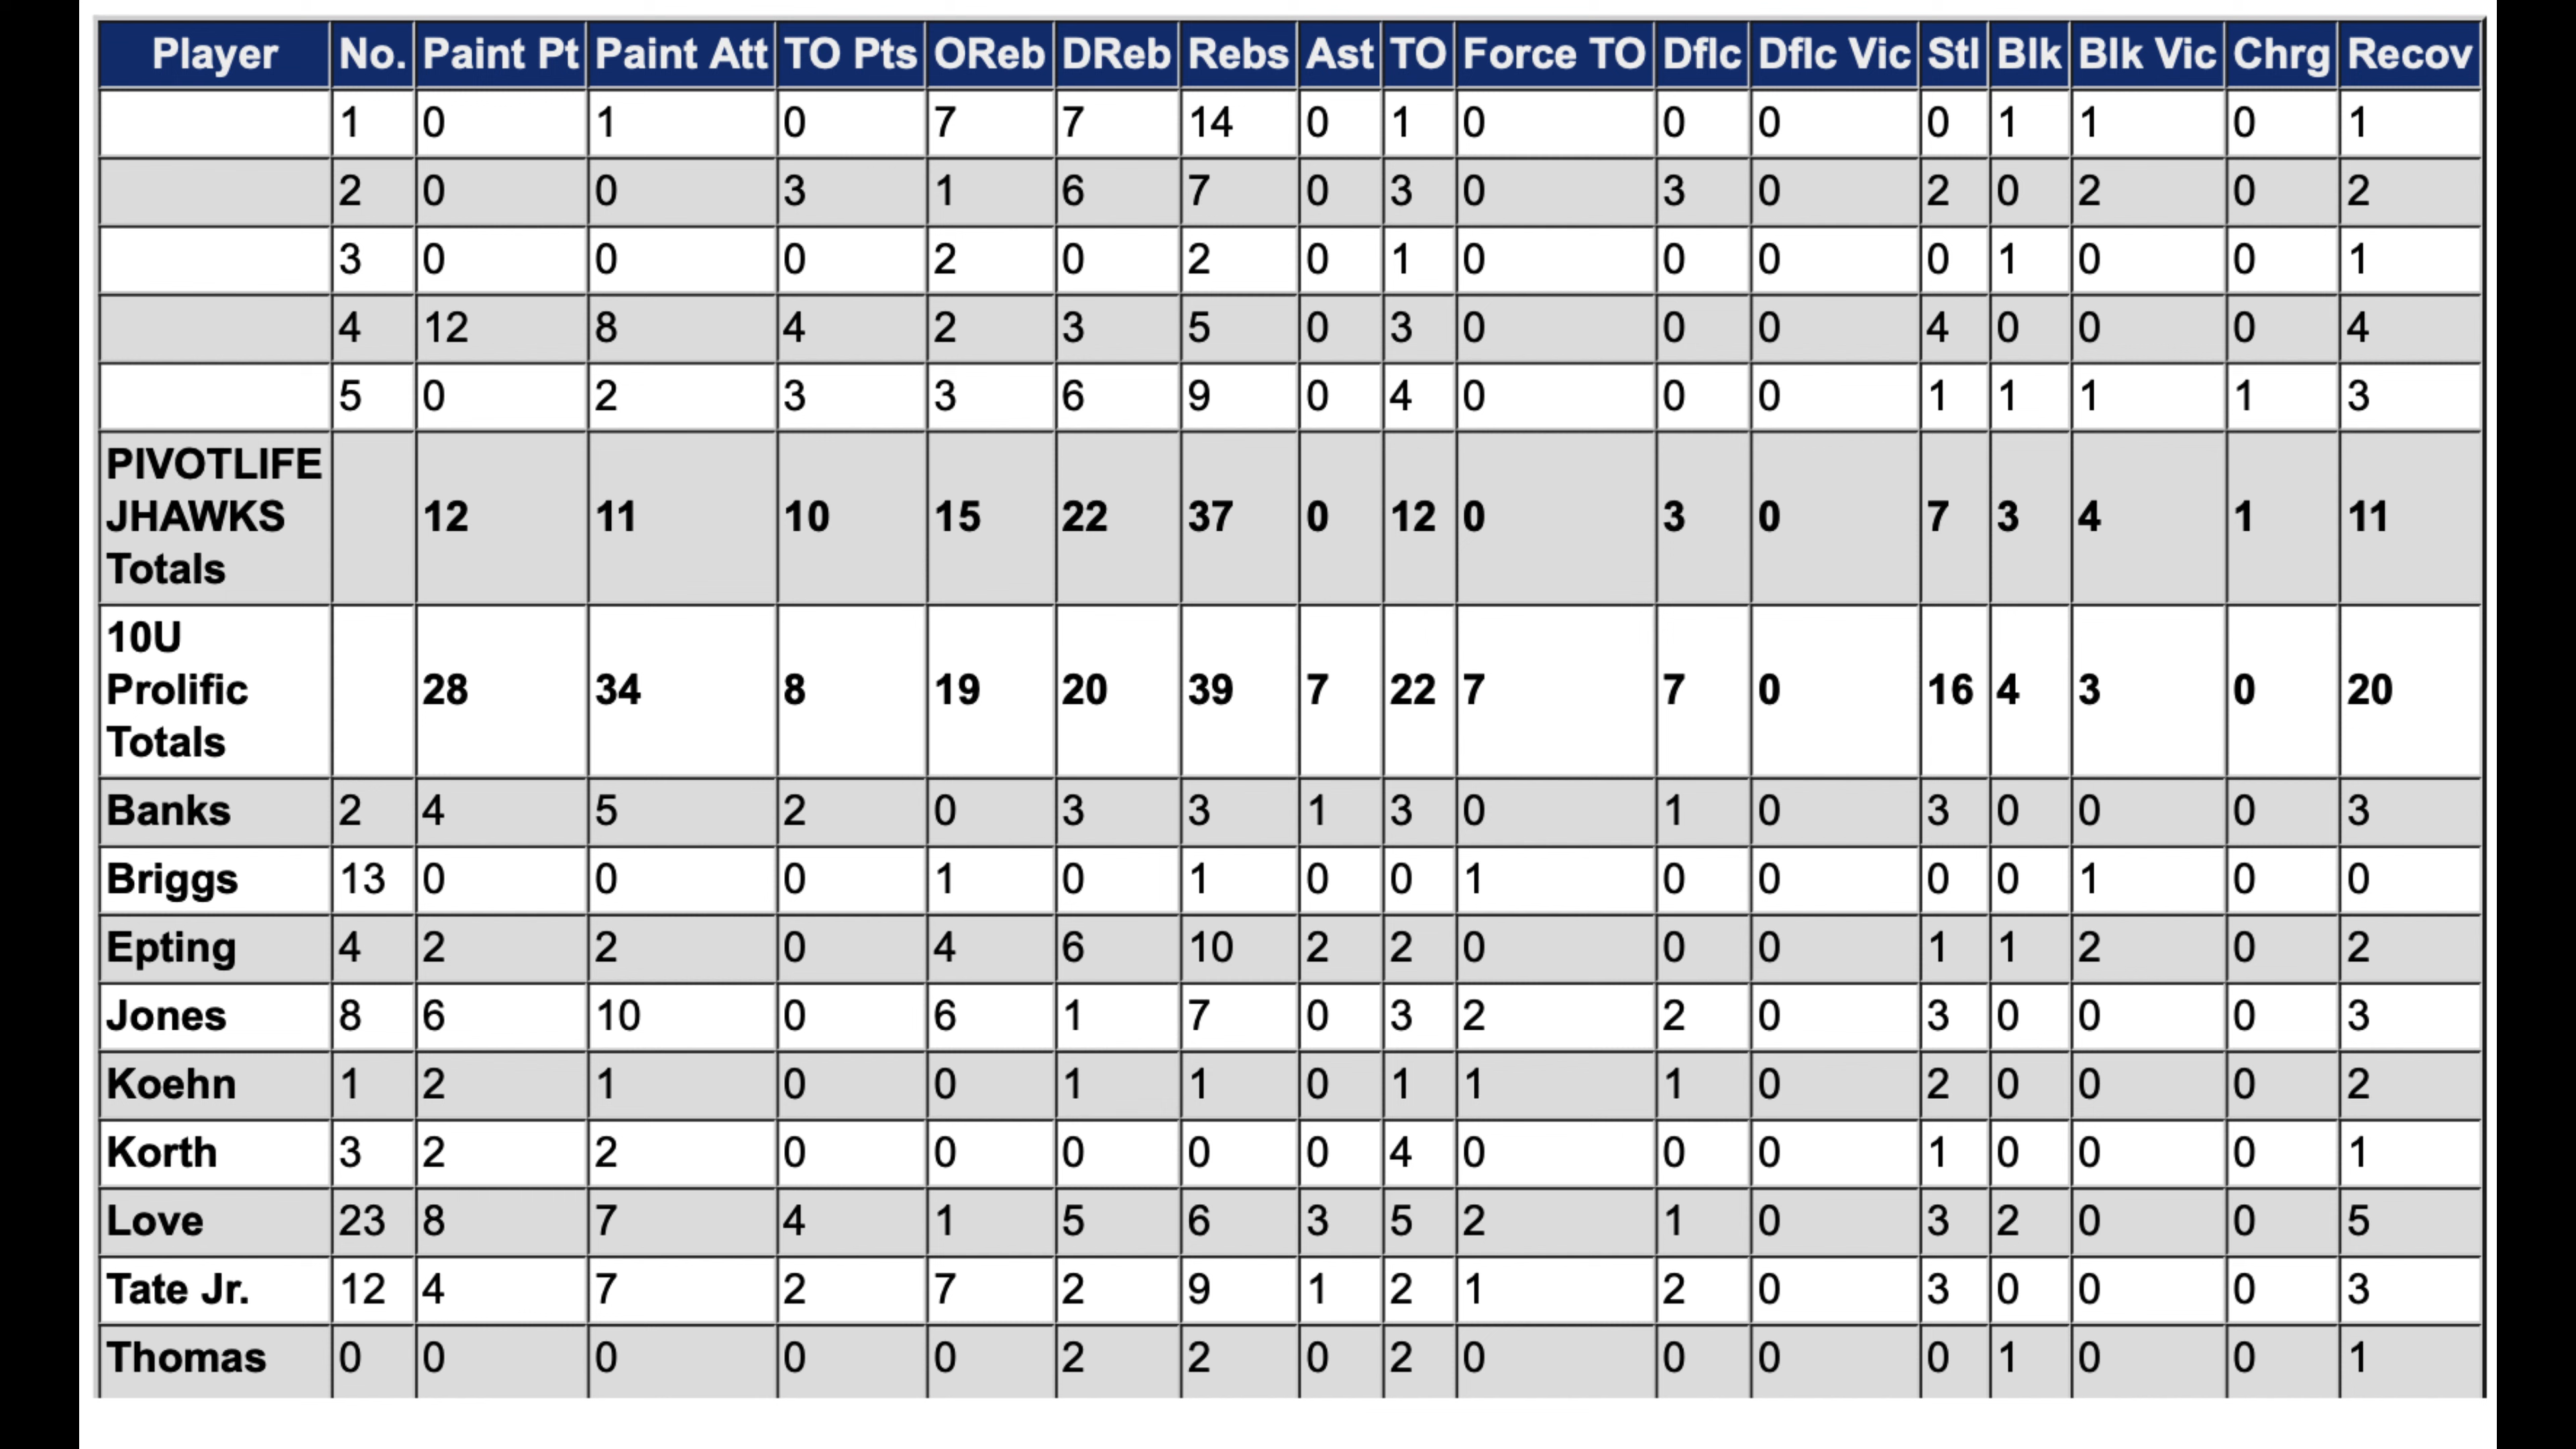 Player No. Paint Pt Paint Att TO Pts OReb DReb Rebs Ast TO Force TO Dflc Dflc Vic Stl Blk Blk Vic Chrg Recov
1 0 1 0 7 7 14 0 1 0 0 0 0 1 1 0 1
2 0 0 3 1 6 7 0 3 0 3 0 2 0 2 0 2
3 0 0 0 2 0 2 0 1 0 0 0 0 1 0 0 1
4 12 8 4 2 3 5 0 3 0 0 0 4 0 0 0 4
5 0 2 3 3 6 9 0 4 0 0 0 1 1 1 1 3
PIVOTLIFE
JHAWKS
Totals
12 11 10 15 22 37 0 12 0 3 0 7 3 4 1 11
10U
Prolific
Totals
28 34 8 19 20 39 7 22 7 7 0 16 4 3 0 20
Banks 2 4 5 2 0 3 3 1 3 0 1 0 3 0 0 0 3
Briggs 13 0 0 0 1 0 1 0 0 1 0 0 0 0 1 0 0
Epting 4 2 2 0 4 6 10 2 2 0 0 0 1 1 2 0 2
Jones 8 6 10 0 6 1 7 0 3 2 2 0 3 0 0 0 3
Koehn 1 2 1 0 0 1 1 0 1 1 1 0 2 0 0 0 2
Korth 3 2 2 0 0 0 0 0 4 0 0 0 1 0 0 0 1
Love 23 8 7 4 1 5 6 3 5 2 1 0 3 2 0 0 5
Tate Jr. 12 4 7 2 7 2 9 1 2 1 2 0 3 0 0 0 3
Thomas 0 0 0 0 0 2 2 0 2 0 0 0 0 1 0 0 1